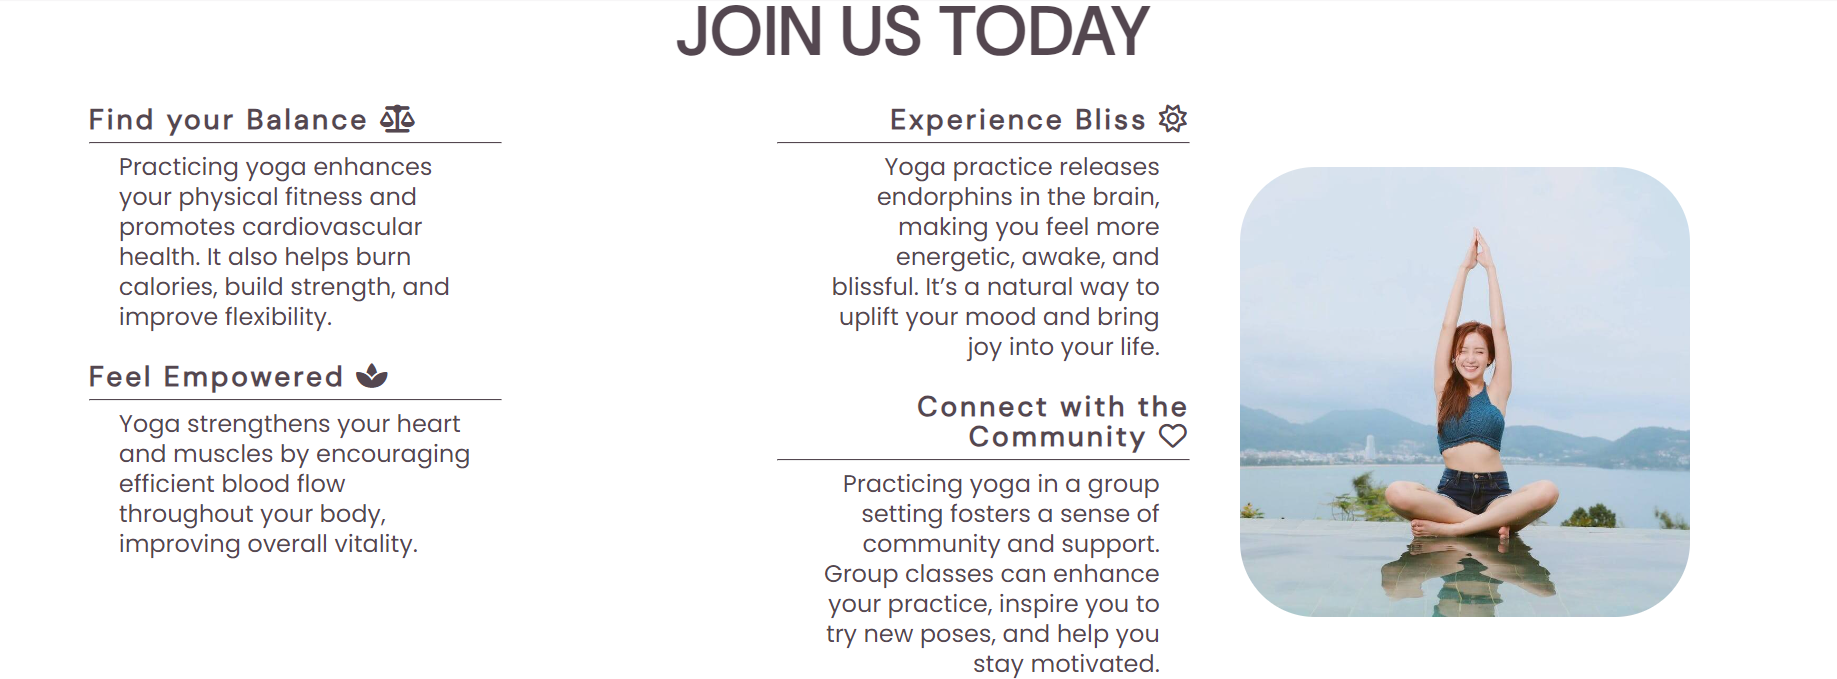 JOIN US TODAY
Find your Balance
Practicing yoga enhances
your physical fitness and
promotes cardiovascular
health. It also helps burn
calories, build strength, and
improve flexibility.
Feel Empowered
Yoga strengthens your heart
and muscles by encouraging
efficient blood flow
throughout your body,
improving overall vitality.
Experience Bliss
Yoga practice releases
endorphins in the brain,
making you feel more
energetic, awake, and
blissful. It’s a natural way to
uplift your mood and bring
joy into your life.
Connect with the
Community
Practicing yoga in a group
setting fosters a sense of
community and support.
Group classes can enhance
your practice, inspire you to
try new poses, and help you
stay motivated.